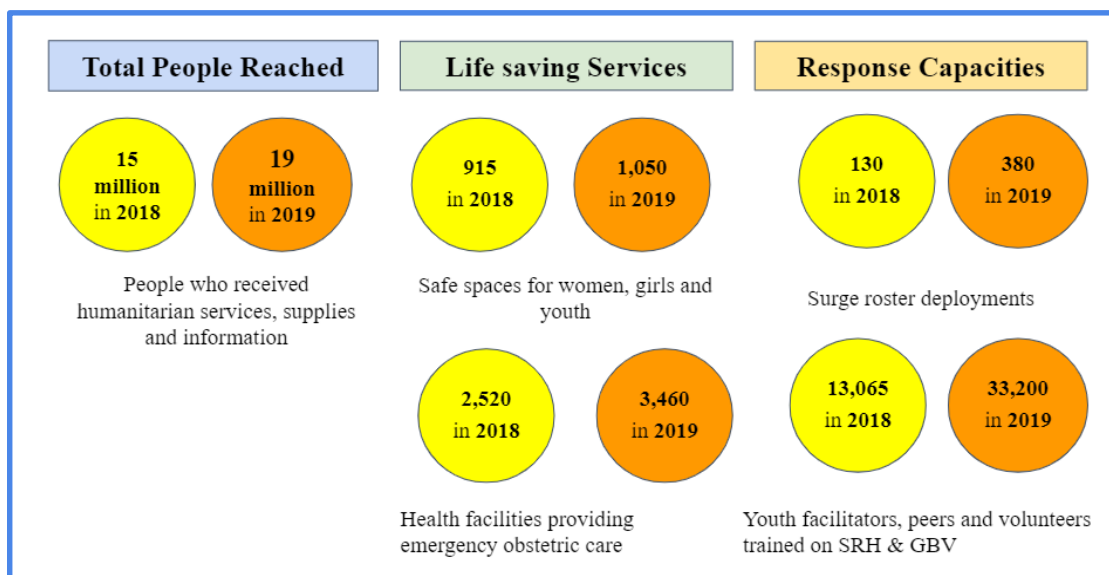 Total People Reached
15
million
in 2018
19
million
in 2019
People who received
humanitarian services, supplies
and information
Life saving Services
915
in 2018
1,050
in 2019
Safe spaces for women, girls and
youth
2,520
in 2018
3,460
in 2019
Health facilities providing
emergency obstetric care
Response Capacities
130
in 2018
380
in 2019
Surge roster deployments
13,065
in 2018
33,200
in 2019
Youth facilitators, peers and volunteers
trained on SRH & GBV